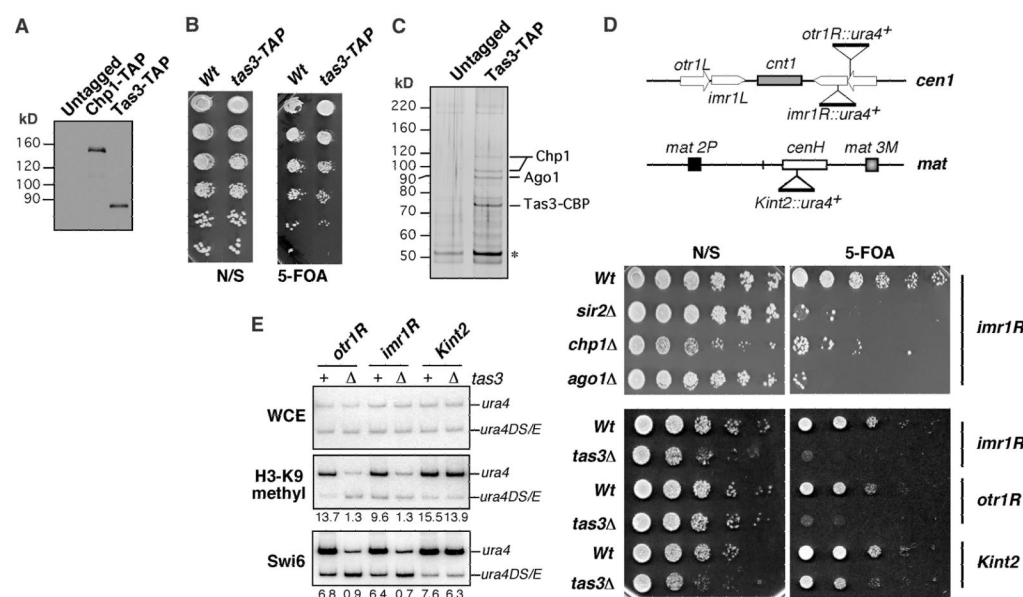 A
Untagged
Chp1-TAP
Tas3-TAP
kD
160
120
100
90
B
Wt
tas3-TAP
Wt
tas3-TAP
N/S
5-FOA
C
Untagged
Tas3-TAP
kD
220
160
120
100
90
80
70
60
50
Chp1
Ago1
Tas3-CBP
*
D
otr1R::ura4+
otr1L
cnt1
cen1
imr1L
imr1R::ura4+
mat 2P
cenH
mat 3M
mat
Kint2::ura4+
N/S
5-FOA
Wt
sir2Δ
chp1Δ
ago1Δ
imr1R
Wt
tas3Δ
imr1R
Wt
tas3Δ
otr1R
Wt
tas3Δ
Kint2
E
otr1R imr1R Kint2
+ Δ + Δ + Δ tas3
WCE
ura4
ura4DS/E
H3-K9
methyl
ura4
ura4DS/E
13.7 1.3 9.6 1.3 15.5 13.9
Swi6
ura4
ura4DS/E
6.8 0.9 6.4 0.7 7.6 6.3